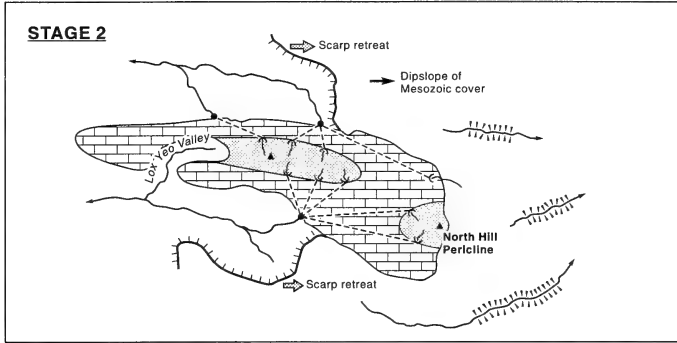 STAGE 2
Scarp retreat
Dipslope of
Mesozoic cover
Lox Yeo Valley
North Hill
Pericline
Scarp retreat